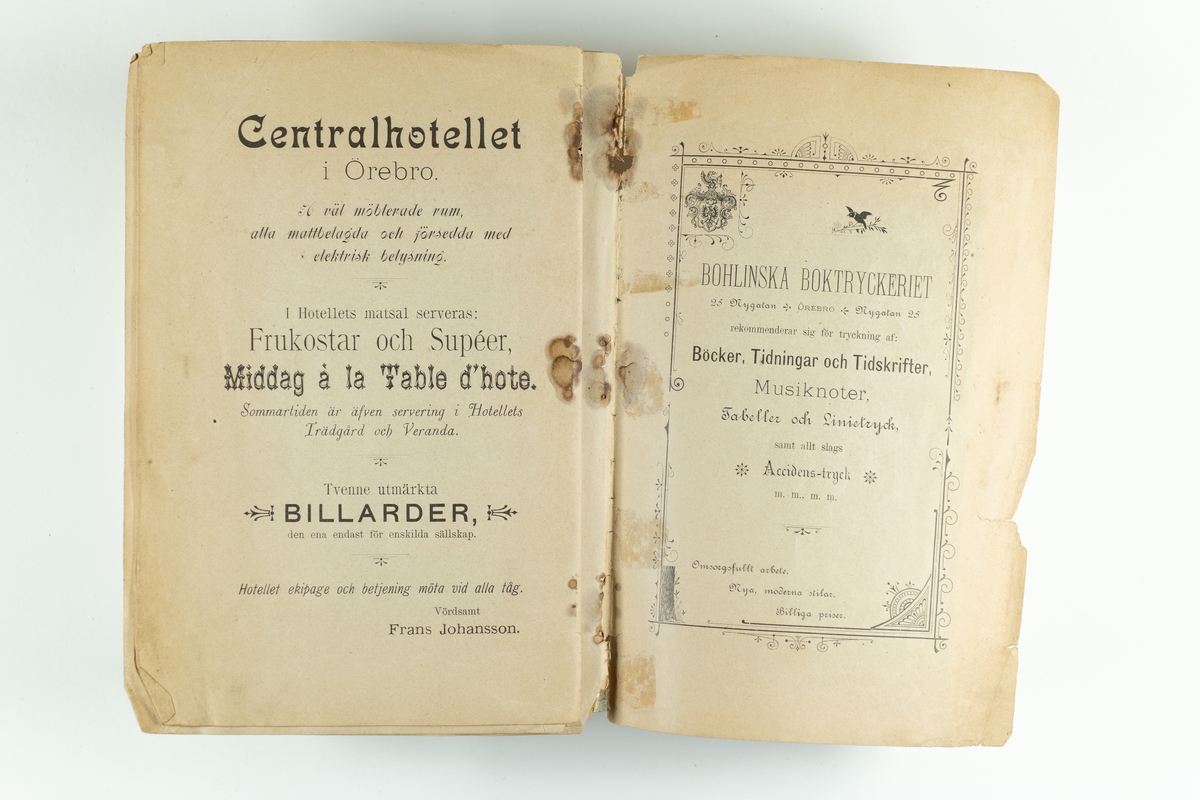 Centralhotellet
i Örebro.
väl möblerade rum,
alla mattbelagda och försedda med
elektrisk belysning.
I Hotellets matsal serveras:
Frukostar och Supéer,
Middag à la Table d'hote.
Sommartiden är äfven servering i Hotellets
Trädgård och Veranda.
Tvenne utmärkta
BILLARDER,
den ena endast för enskilda sällskap.
Hotellet ekipage och betjening möta vid alla tåg.
Vördsamt
Frans Johansson.
BOHLINSKA BOKTRYCKERIET
25 Nygatan ÖREBRO Nygatan 25
rekommenderar sig för tryckning af:
Böcker, Tidningar och Tidskrifter,
Musiknoter,
Tabeller och Linietryck,
samt allt slags
Accidens-tryck
m. m., m. m.
Omsorgsfullt arbete.
Nya, moderna stilar.
Billiga priser.